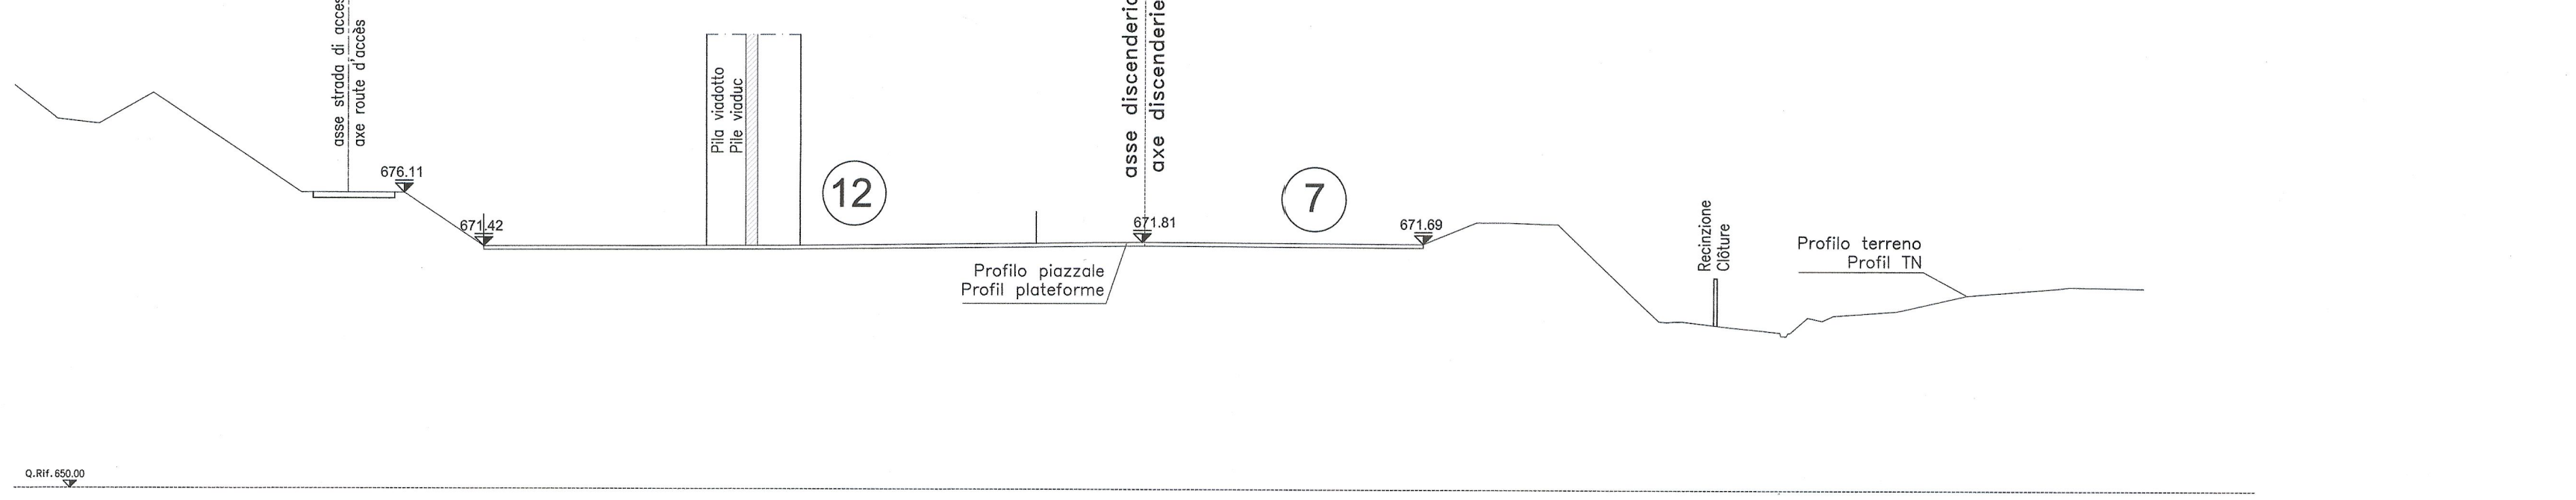 asse strada di acces
axe route d'accès
676.11
671.42
Pila viadotto
Pile viaduc
12
asse discenderic
axe discenderie
671.81
7
671.69
Profilo piazzale
Profil plateforme
Recinzione
Clôture
Profilo terreno
Profil TN
Q.Rif.650.00